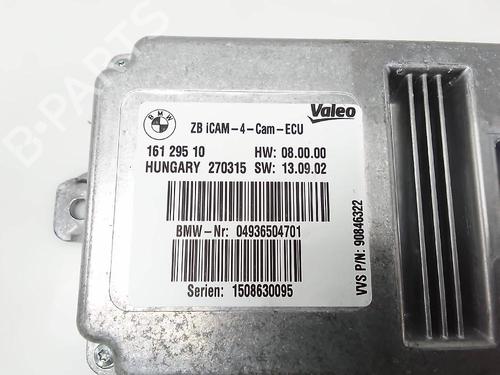 BMW
Valeo
ZB iCAM-4-Cam-ECU
161 295 10 HW: 08.00.00
HUNGARY 270315 SW: 13.09.02
BMW-Nr: 04936504701
Serien: 1508630095
VVS P/N: 90846322
B-PARTS